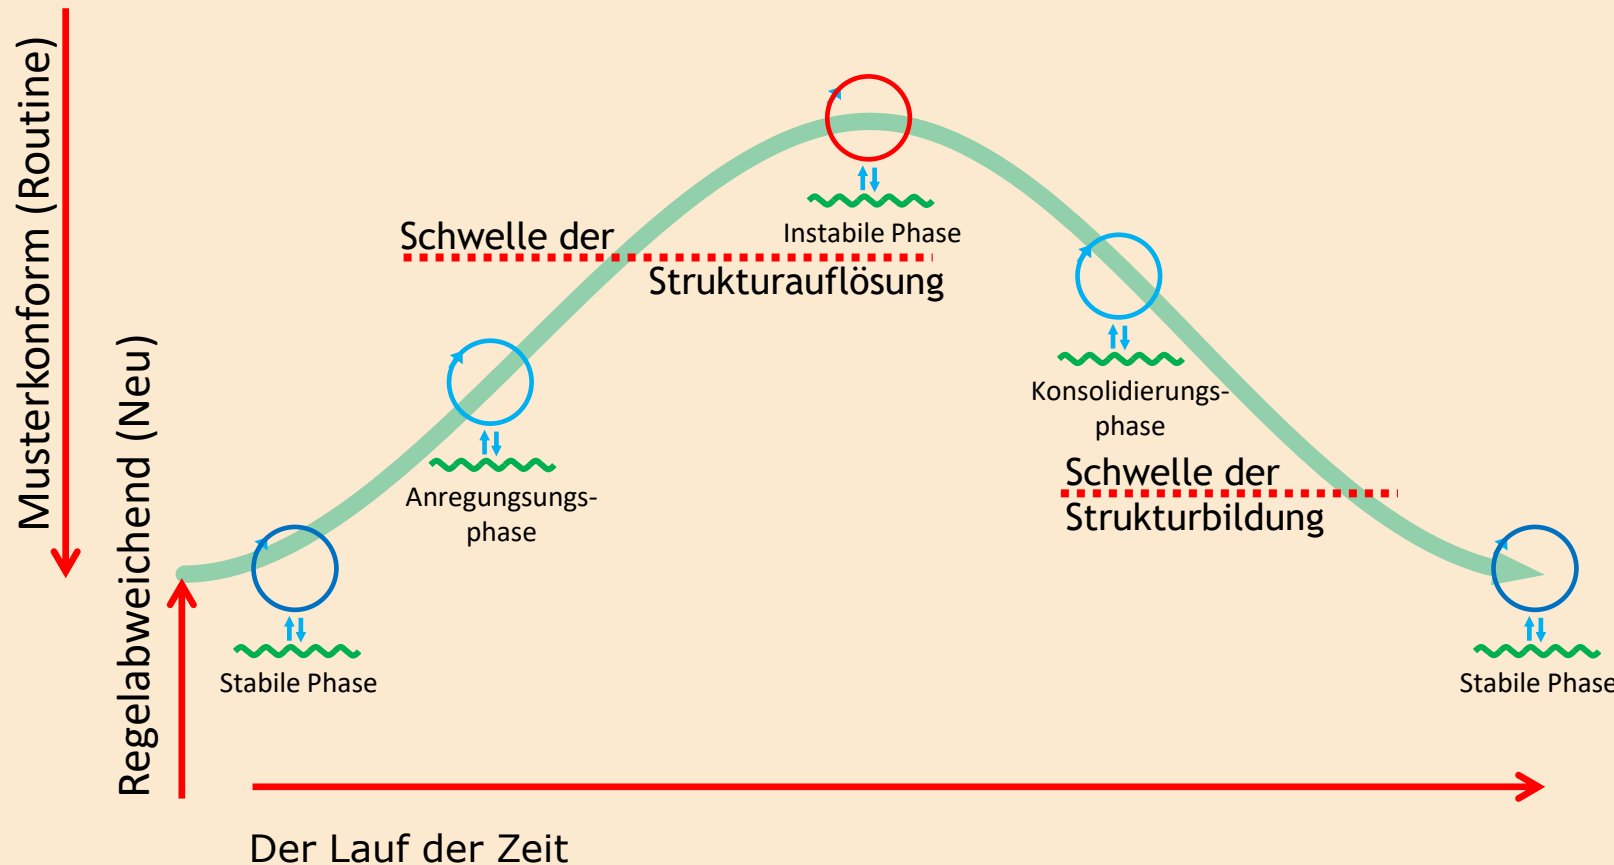 Musterkonform (Routine)
Regelabweichend (Neu)
Schwelle der
Strukturauflösung
Instabile Phase
Konsolidierungs-
phase
Anregungsungs-
phase
Schwelle der
Strukturbildung
Stabile Phase
Stabile Phase
Der Lauf der Zeit